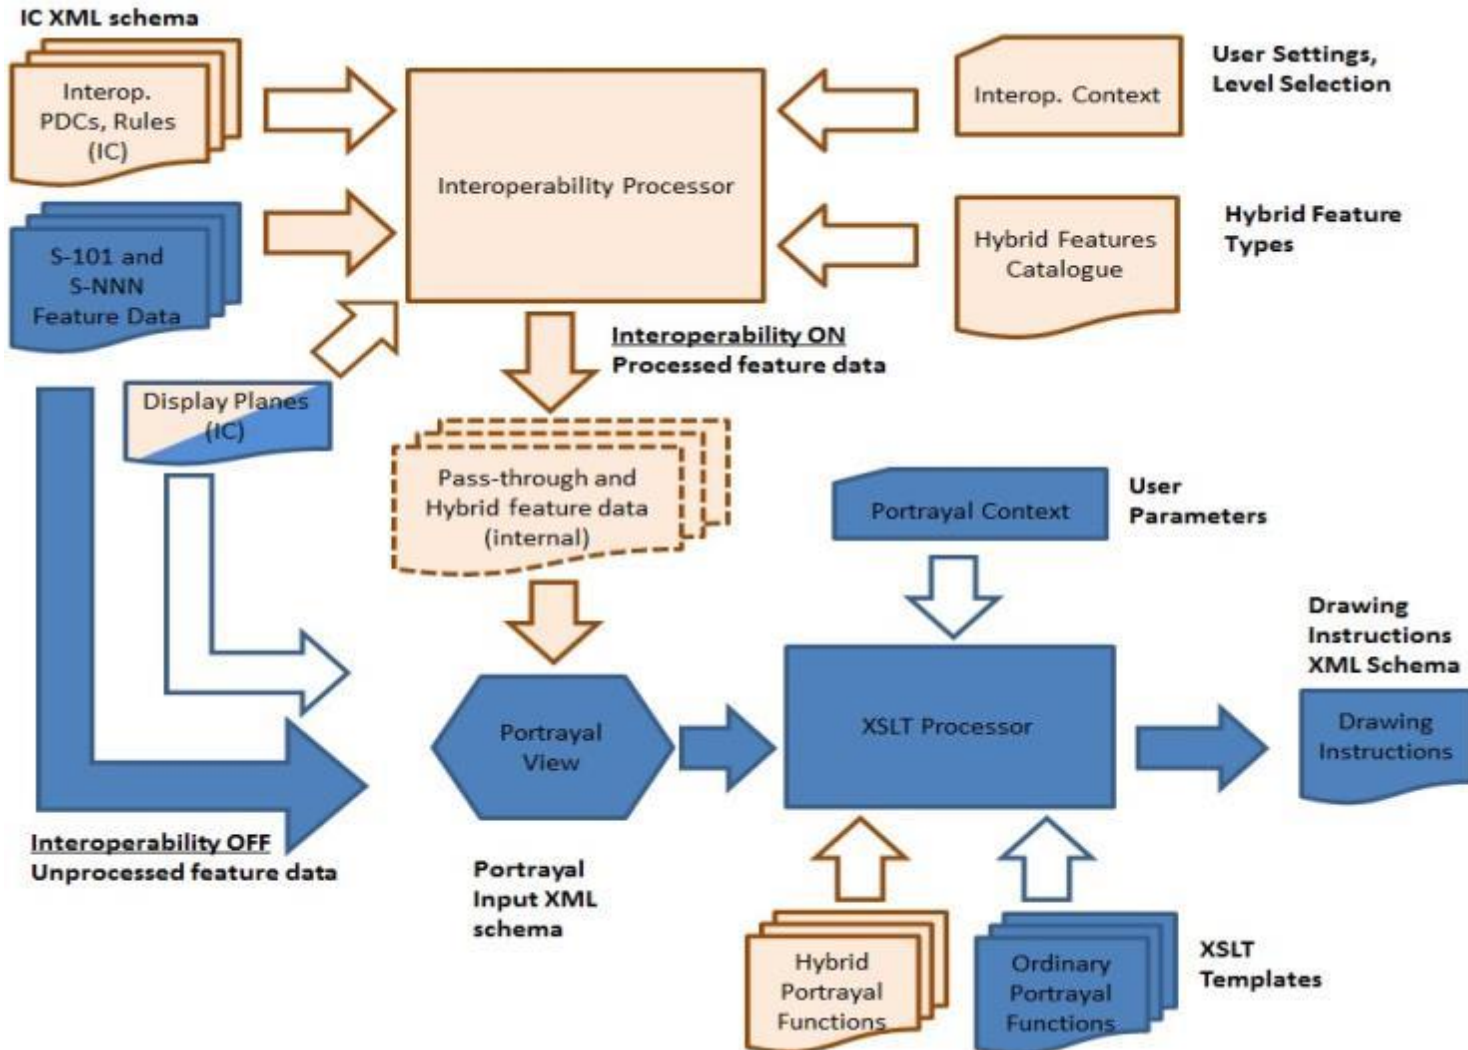 IC XML schema
Interop.
PDCs, Rules
(IC)
Interoperability Processor
Interop. Context
User Settings,
Level Selection
S-101 and
S-NNN
Feature Data
Hybrid Features
Catalogue
Hybrid Feature
Types
Interoperability ON
Processed feature data
Display Planes
(IC)
Pass-through and
Hybrid feature data
(internal)
Portrayal Context
User
Parameters
Drawing
Instructions
XML Schema
Portrayal
View
XSLT Processor
Drawing
Instructions
Interoperability OFF
Unprocessed feature data
Portrayal
Input XML
schema
Hybrid
Portrayal
Functions
Ordinary
Portrayal
Functions
XSLT
Templates